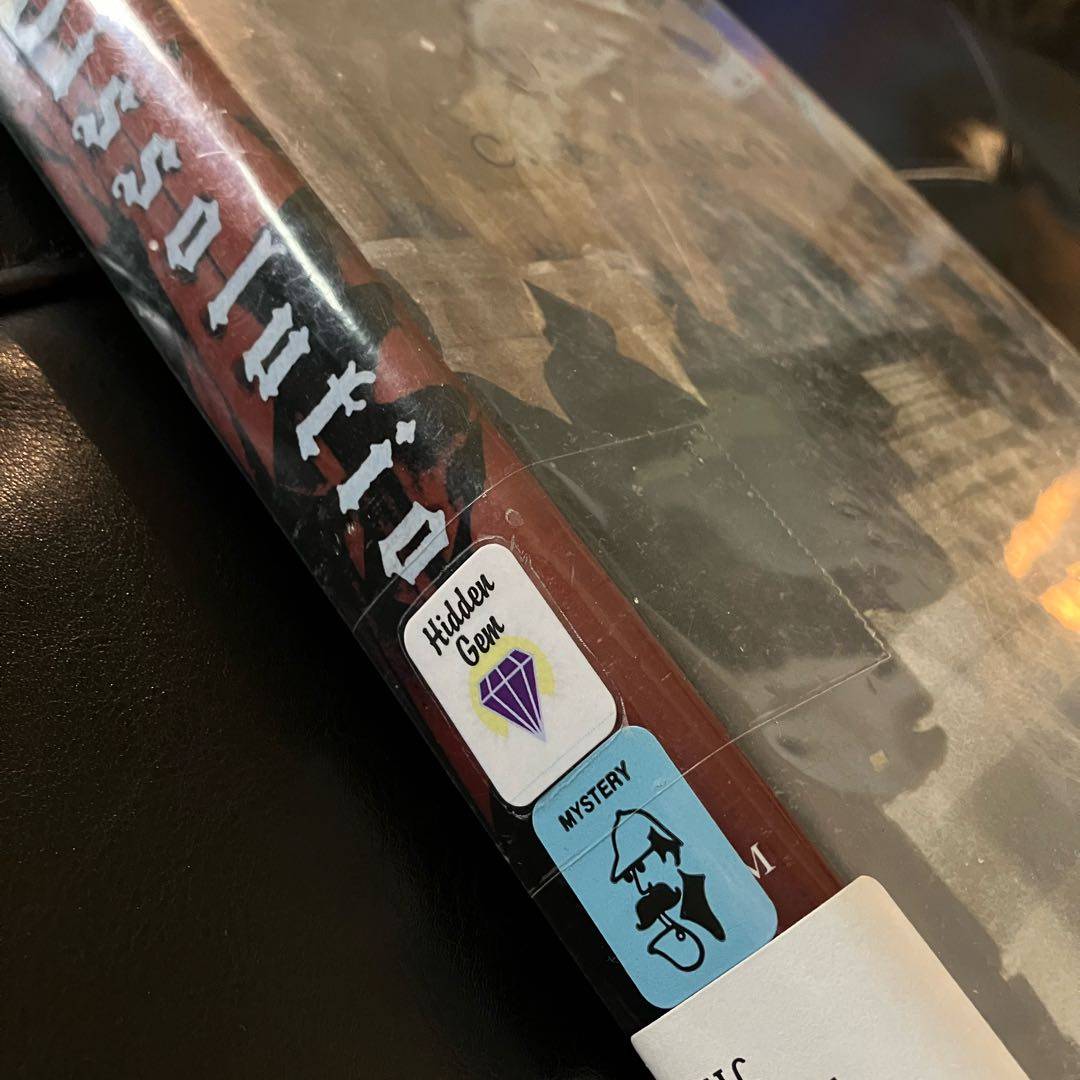 issolutio
Hidden
Gem
MYSTERY
M